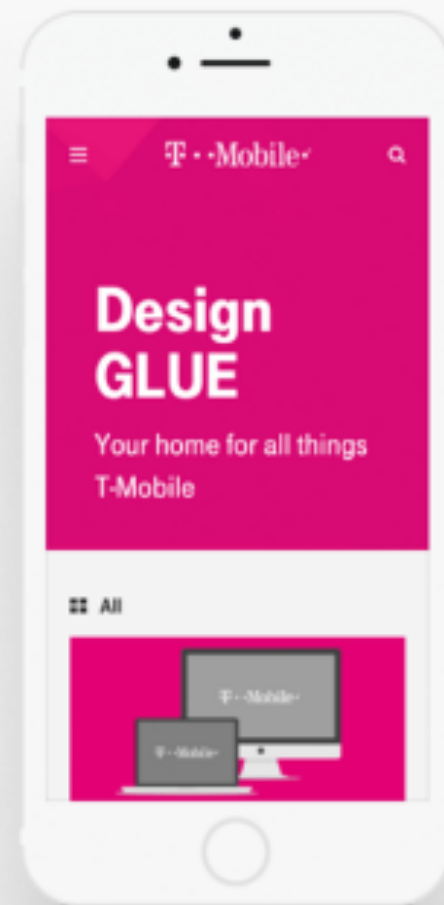 T··Mobile·
Design
GLUE
Your home for all things
T-Mobile
All
T··Mobile·
T··Mobile·